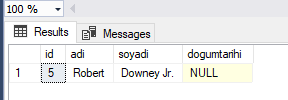 100 %
Results Messages
id adi soyadi dogumtarihi
1 5 Robert Downey Jr. NULL